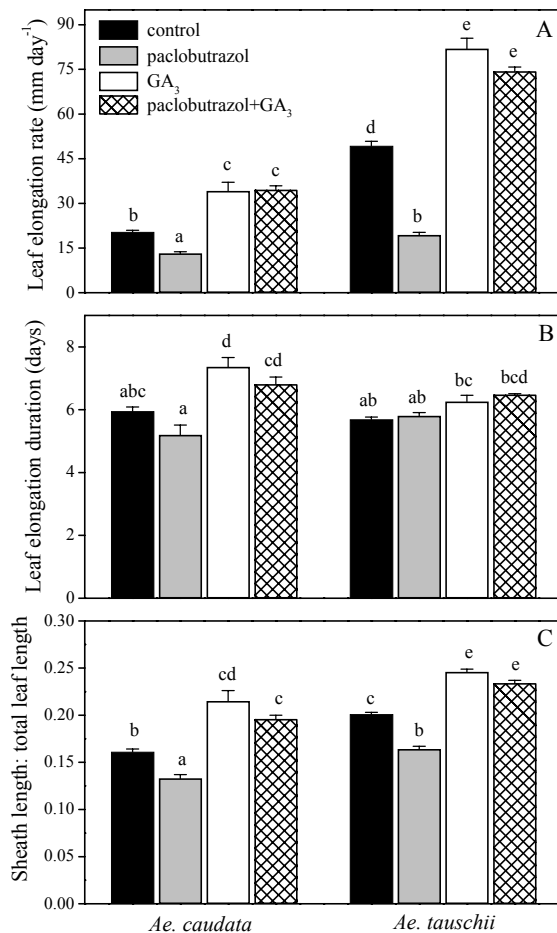 A
control
paclobutrazol
GA₃
paclobutrazol+GA₃
Leaf elongation rate (mm day⁻¹)
90
75
60
45
30
15
0
b
a
c
c
d
b
e
e
B
Leaf elongation duration (days)
8
6
4
2
0
abc
a
d
cd
ab
ab
bc
bcd
C
Sheath length: total leaf length
0.30
0.25
0.20
0.15
0.10
0.05
0.00
b
a
cd
c
c
b
e
e
Ae. caudata
Ae. tauschii